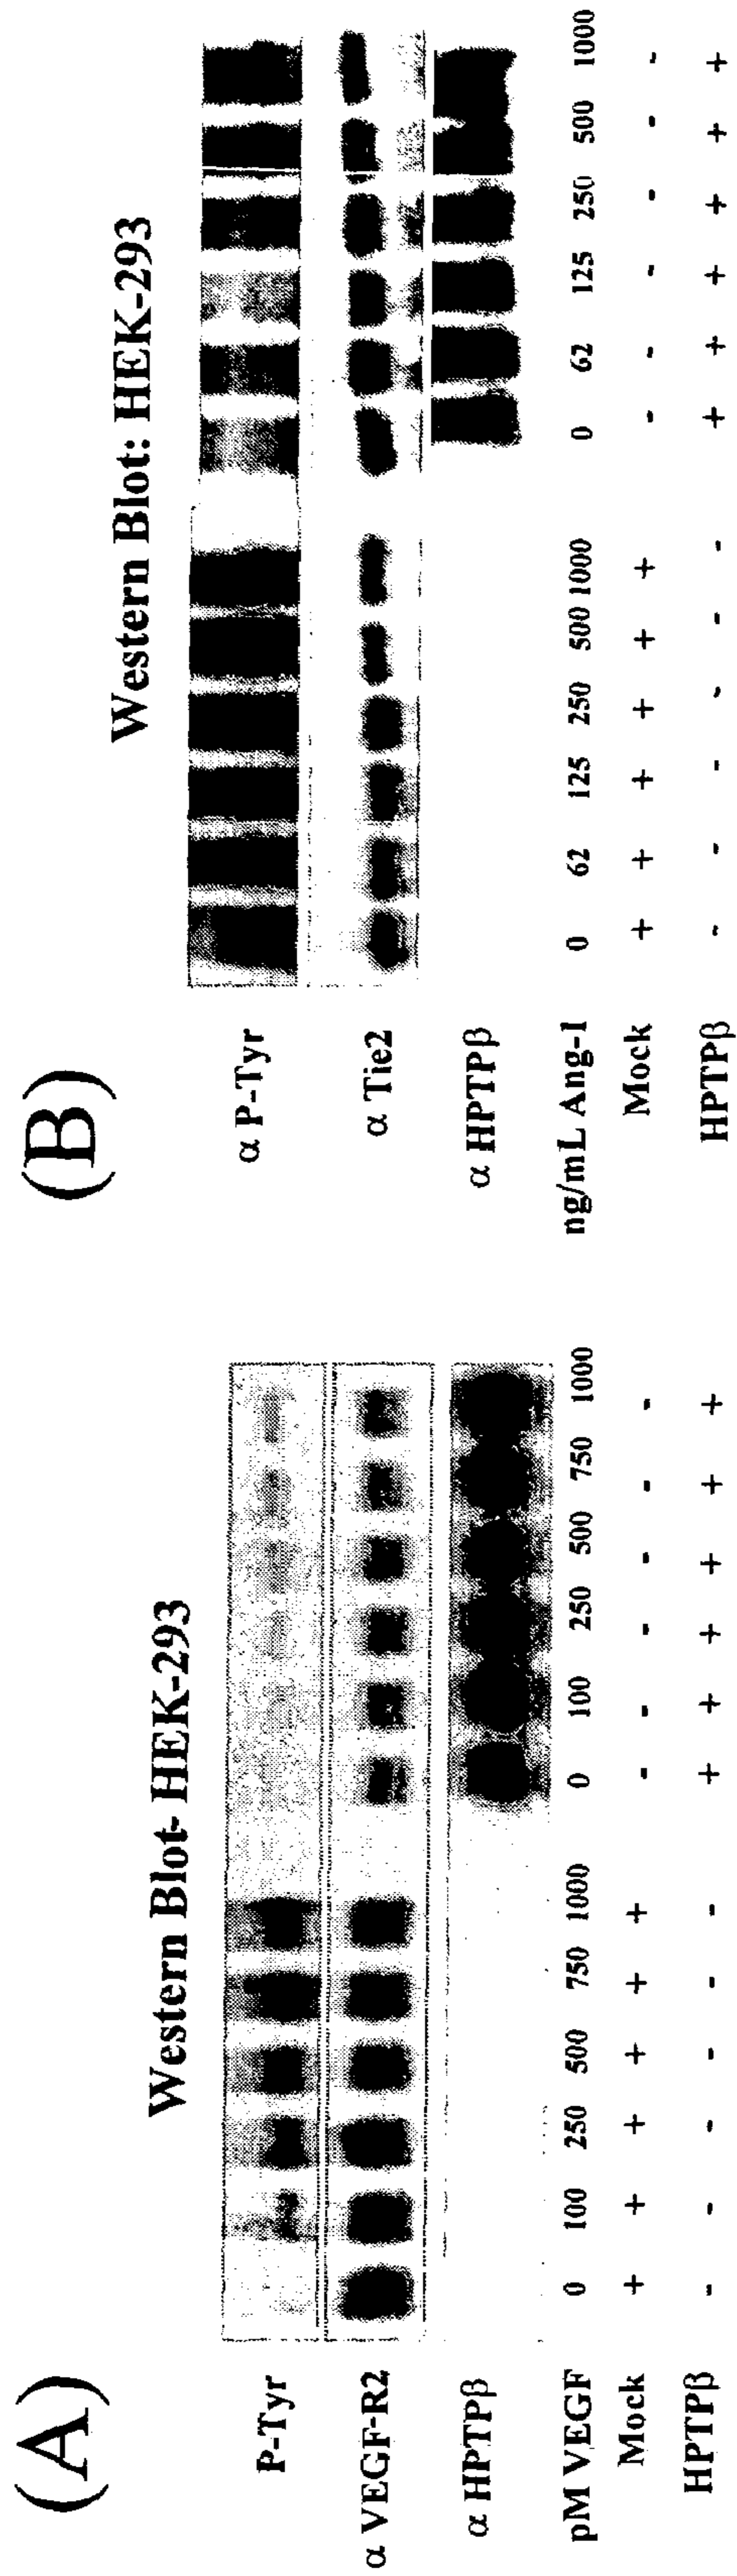 (A)
Western Blot- HEK-293
P-Tyr
α VEGF-R2
α HPTPβ
pM VEGF 0 100 250 500 750 1000 0 100 250 500 750 1000
Mock + + + + + + - - - - - -
HPTPβ - - - - - - + + + + + +
(B)
Western Blot: HEK-293
α P-Tyr
α Tie2
α HPTPβ
ng/mL Ang-1 0 62 125 250 500 1000 0 62 125 250 500 1000
Mock + + + + + + - - - - - -
HPTPβ - - - - - - + + + + + +